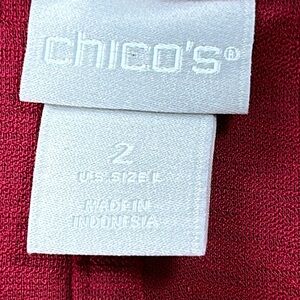 chico's®
2
U.S. SIZE L
MADE IN
INDONESIA